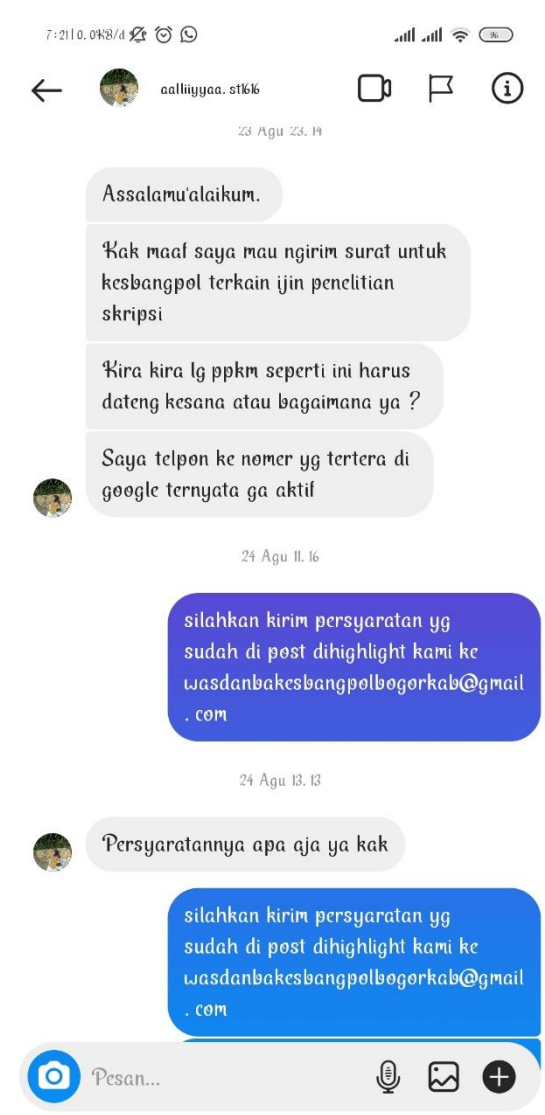 7:21 | 0,0KB/d
96
aalliiyyaa.st1616
23 Agu 23.14
Assalamu'alaikum.
Kak maaf saya mau ngirim surat untuk
kesbangpol terkain ijin penelitian
skripsi
Kira kira lg ppkm seperti ini harus
dateng kesana atau bagaimana ya ?
Saya telpon ke nomer yg tertera di
google ternyata ga aktif
24 Agu 11.16
silahkan kirim persyaratan yg
sudah di post dihighlight kami ke
wasdanbakesbangpolbogorkab@gmail
.com
24 Agu 13.13
Persyaratannya apa aja ya kak
silahkan kirim persyaratan yg
sudah di post dihighlight kami ke
wasdanbakesbangpolbogorkab@gmail
.com
Pesan...